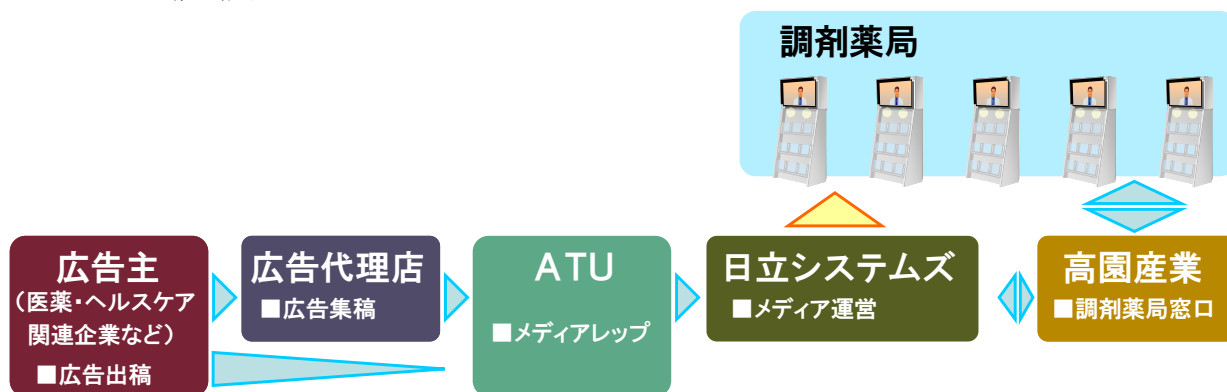 調剤薬局
広告主
（医薬・ヘルスケア
関連企業など）
■広告出稿
広告代理店
■広告集稿
ATU
■メディアレップ
日立システムズ
■メディア運営
高園産業
■調剤薬局窓口